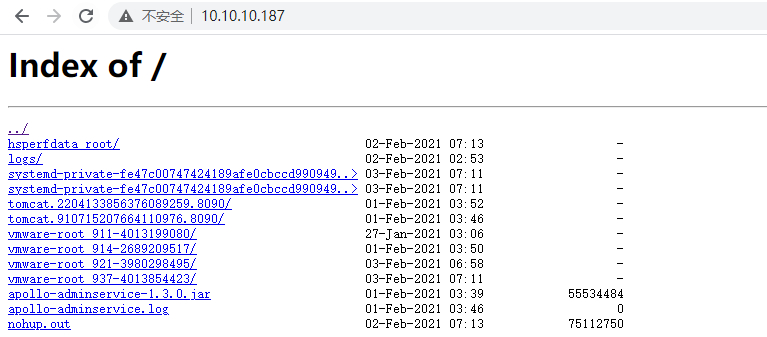 不安全 | 10.10.10.187
Index of /
../
hsperfdata_root/ 02-Feb-2021 07:13 -
logs/ 02-Feb-2021 02:53 -
systemd-private-fe47c00747424189afe0cbccd990949..> 03-Feb-2021 07:11 -
systemd-private-fe47c00747424189afe0cbccd990949..> 03-Feb-2021 07:11 -
tomcat.2204133856376089259.8090/ 01-Feb-2021 03:52 -
tomcat.910715207664110976.8090/ 01-Feb-2021 03:46 -
vmware-root_911-4013199080/ 27-Jan-2021 03:06 -
vmware-root_914-2689209517/ 01-Feb-2021 03:50 -
vmware-root_921-3980298495/ 03-Feb-2021 06:58 -
vmware-root_937-4013854423/ 03-Feb-2021 07:11 -
apollo-adminservice-1.3.0.jar 01-Feb-2021 03:39 55534484
apollo-adminservice.log 01-Feb-2021 03:46 0
nohup.out 02-Feb-2021 07:13 75112750